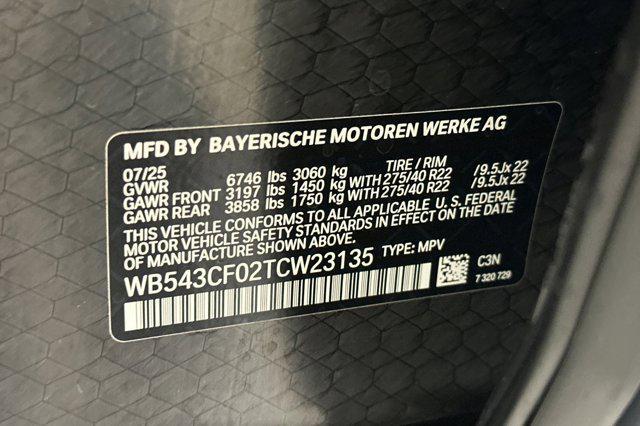 MFD BY BAYERISCHE MOTOREN WERKE AG
07/25 TIRE / RIM
GVWR 6746 lbs 3060 kg
GAWR FRONT 3197 lbs 1450 kg WITH 275/40 R22 /9.5Jx 22
GAWR REAR 3858 lbs 1750 kg WITH 275/40 R22 /9.5Jx 22
THIS VEHICLE CONFORMS TO ALL APPLICABLE U. S. FEDERAL
MOTOR VEHICLE SAFETY STANDARDS IN EFFECT ON THE DATE
OF MANUFACTURE SHOWN ABOVE.
WB543CF02TCW23135 TYPE: MPV
C3N
7 320 729